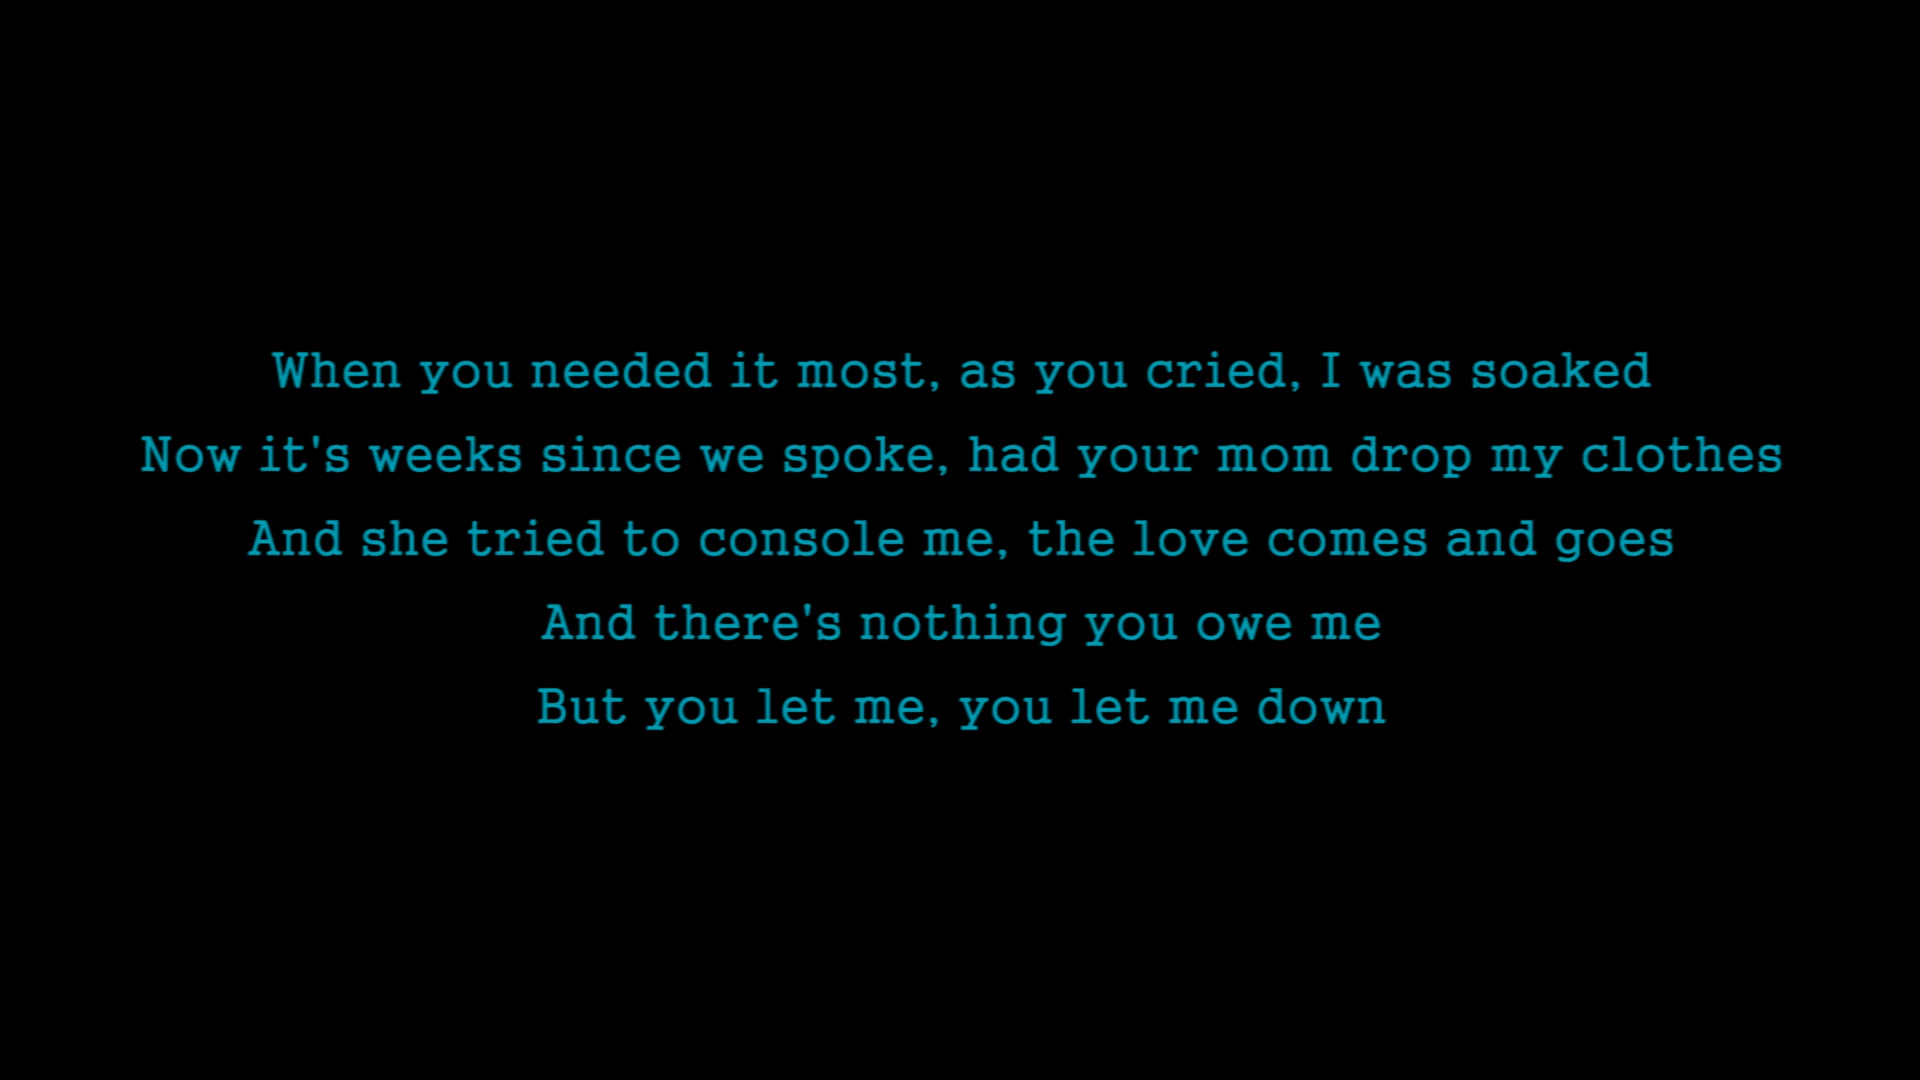 When you needed it most, as you cried, I was soaked
Now it's weeks since we spoke, had your mom drop my clothes
And she tried to console me, the love comes and goes
And there's nothing you owe me
But you let me, you let me down